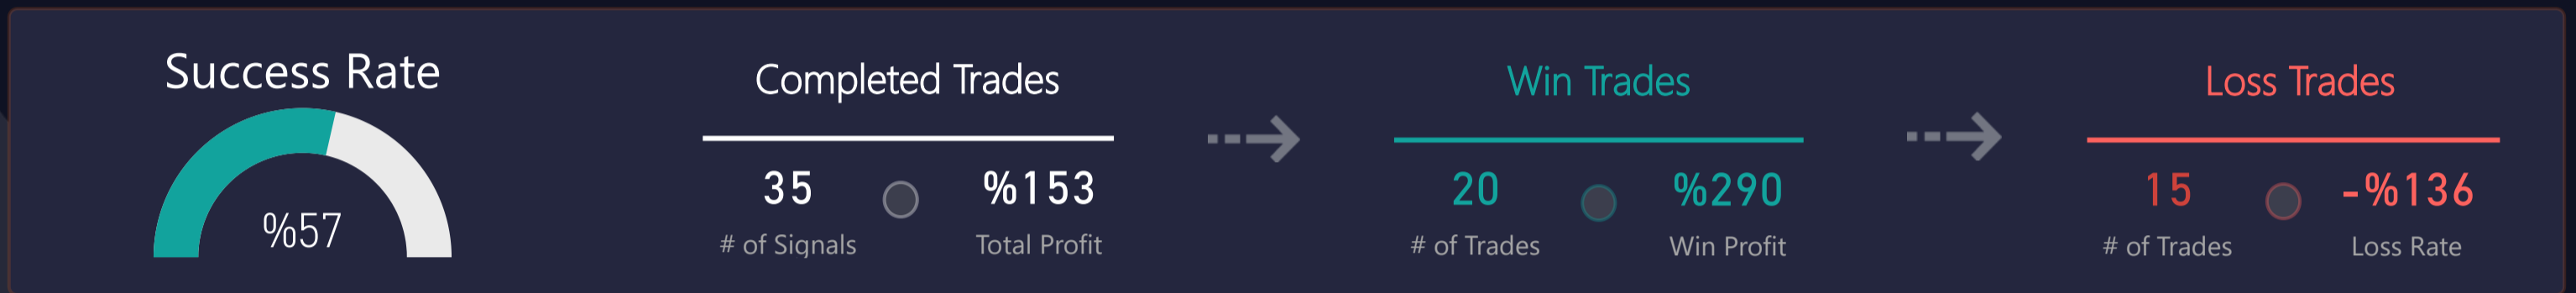 Success Rate
%57
Completed Trades
35
# of Signals
%153
Total Profit
Win Trades
20
# of Trades
%290
Win Profit
Loss Trades
15
# of Trades
-%136
Loss Rate